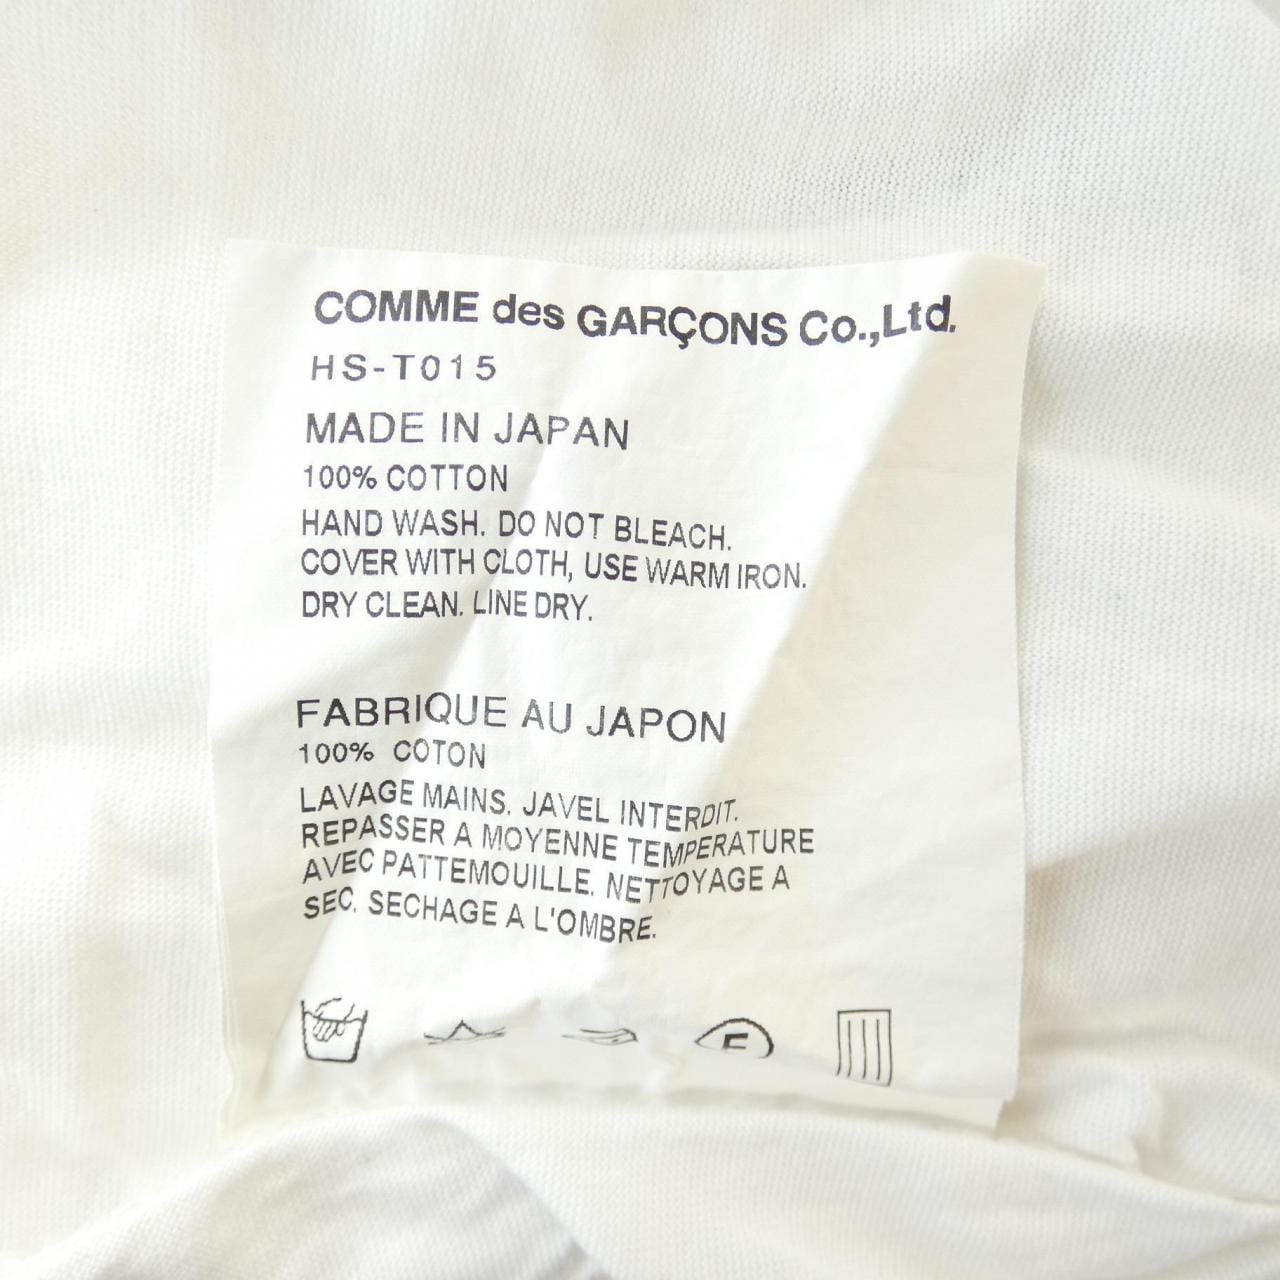 COMME des GARÇONS Co.,Ltd.
HS-T015
MADE IN JAPAN
100% COTTON
HAND WASH. DO NOT BLEACH.
COVER WITH CLOTH, USE WARM IRON.
DRY CLEAN. LINE DRY.
FABRIQUE AU JAPON
100% COTON
LAVAGE MAINS. JAVEL INTERDIT.
REPASSER A MOYENNE TEMPERATURE
AVEC PATTEMOUILLE. NETTOYAGE A
SEC. SECHAGE A L'OMBRE.
F